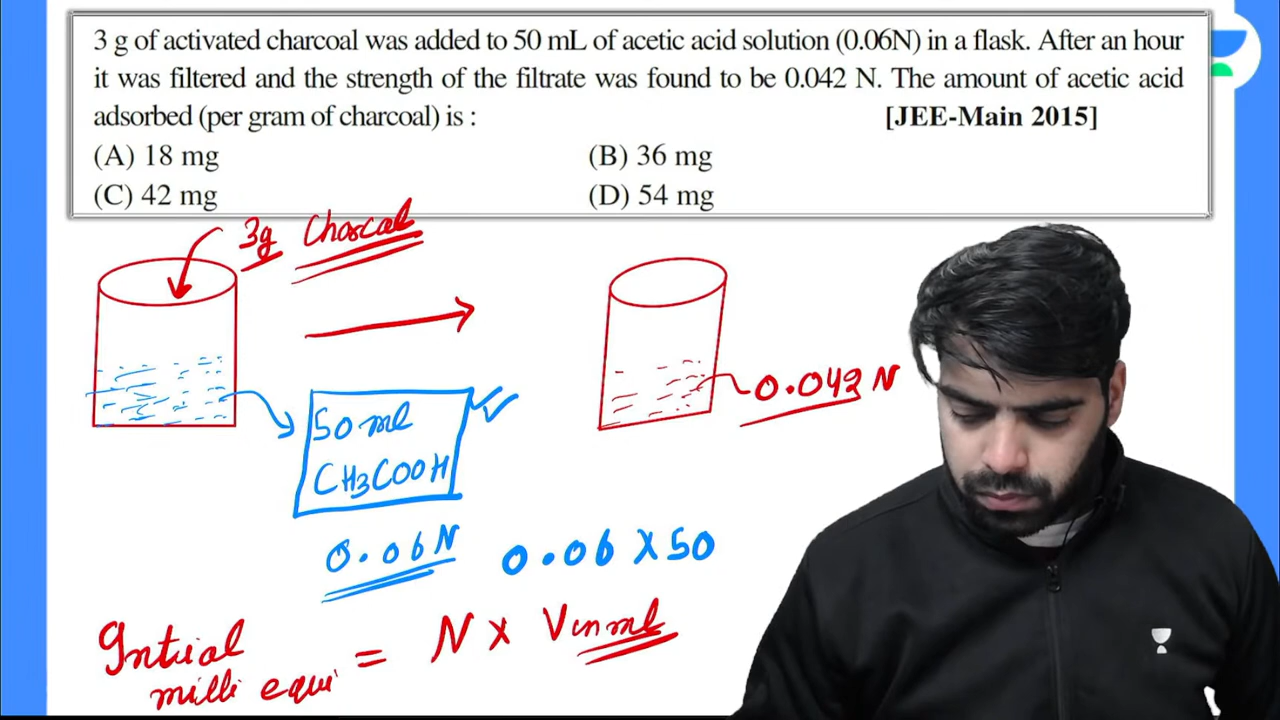 3 g of activated charcoal was added to 50 mL of acetic acid solution (0.06N) in a flask. After an hour
it was filtered and the strength of the filtrate was found to be 0.042 N. The amount of acetic acid
adsorbed (per gram of charcoal) is :
[JEE-Main 2015]
(A) 18 mg
(B) 36 mg
(C) 42 mg
(D) 54 mg
3g Charcoal
0.042 N
50 ml
CH3COOH
0.06N
0.06 X 50
Intial
milli equi = N X V in ml